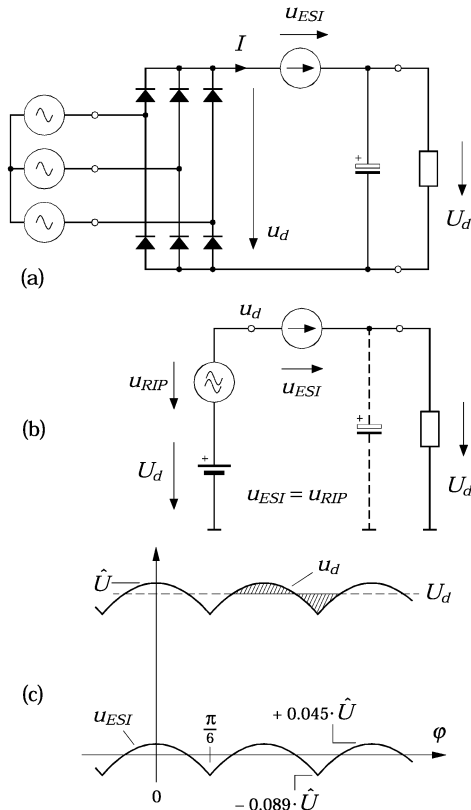 u_ESI
I
+
u_d
U_d
(a)
u_d
u_ESI
u_RIP
+
+
(b)
U_d
u_ESI = u_RIP
U_d
Û
u_d
U_d
(c)
u_ESI
π/6
+ 0.045·Û
φ
0
– 0.089·Û